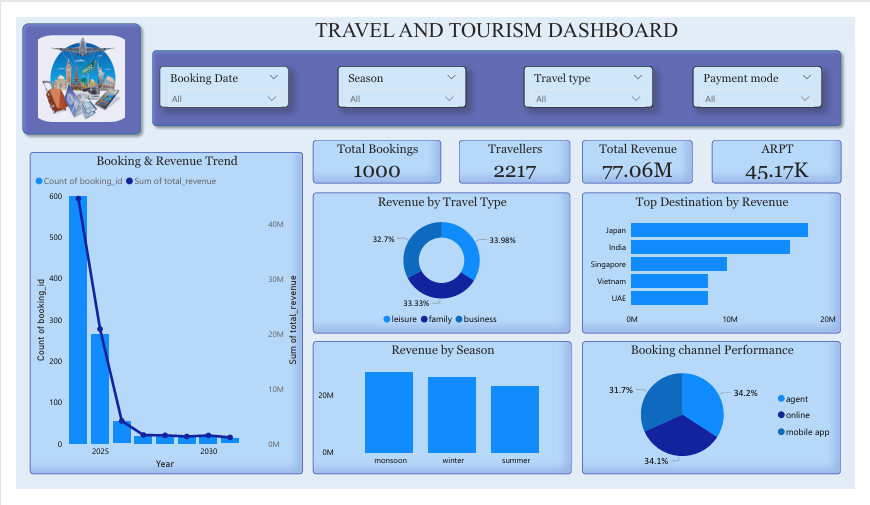 TRAVEL AND TOURISM DASHBOARD
Booking Date
All
Season
All
Travel type
All
Payment mode
All
Total Bookings
1000
Travellers
2217
Total Revenue
77.06M
ARPT
45.17K
Booking & Revenue Trend
Count of booking_id Sum of total_revenue
600
500
400
300
200
100
0
Count of booking_id
40M
30M
20M
10M
0M
Sum of total_revenue
2025 2030
Year
Revenue by Travel Type
32.7%
33.98%
33.33%
leisure family business
Top Destination by Revenue
Japan
India
Singapore
Vietnam
UAE
0M 10M 20M
Revenue by Season
20M
0M
monsoon winter summer
Booking channel Performance
31.7%
34.2%
34.1%
agent
online
mobile app